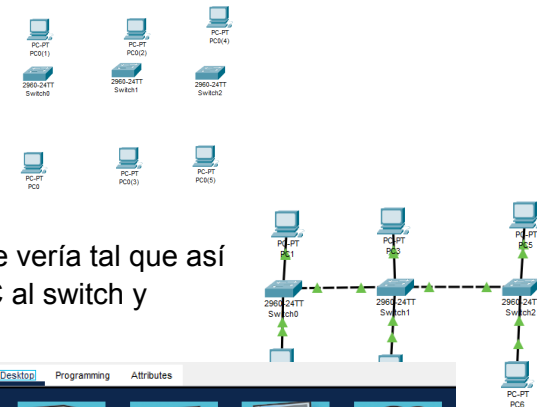 PC-PT
PC0(1)
PC-PT
PC0(2)
PC-PT
PC0(4)
2960-24TT
Switch0
2960-24TT
Switch1
2960-24TT
Switch2
PC-PT
PC0
PC-PT
PC0(3)
PC-PT
PC0(5)
e vería tal que así
al switch y
PC-PT
PC1
PC-PT
PC3
PC-PT
PC5
2960-24TT
Switch0
2960-24TT
Switch1
2960-24TT
Switch2
PC-PT
PC6
Desktop Programming Attributes